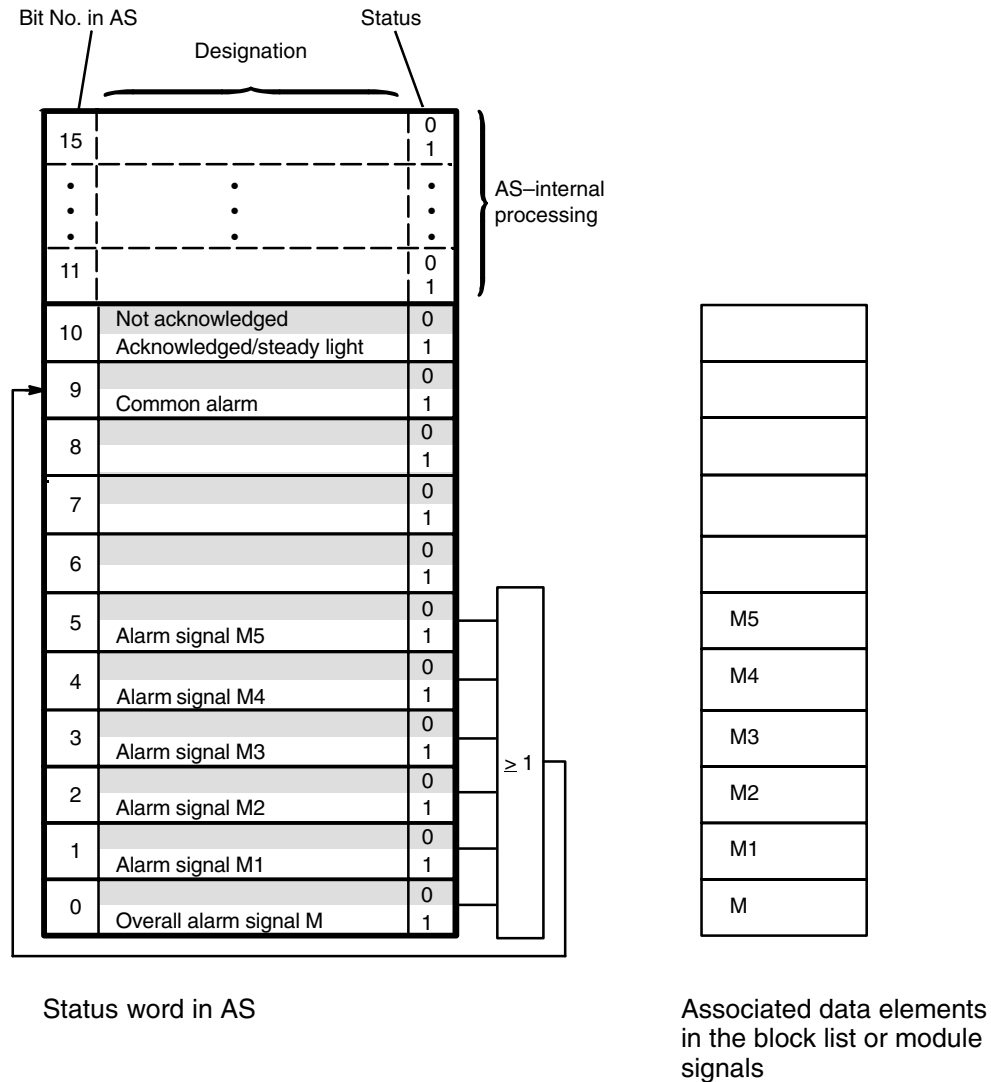 Bit No. in AS
Status
Designation
15
0
1
AS–internal
processing
11
0
1
10
Not acknowledged
0
Acknowledged/steady light
1
9
0
Common alarm
1
8
0
1
7
0
1
6
0
1
5
0
Alarm signal M5
1
4
0
Alarm signal M4
1
3
0
Alarm signal M3
1
2
0
Alarm signal M2
1
1
0
Alarm signal M1
1
0
0
Overall alarm signal M
1
≥ 1
M5
M4
M3
M2
M1
M
Status word in AS
Associated data elements
in the block list or module
signals